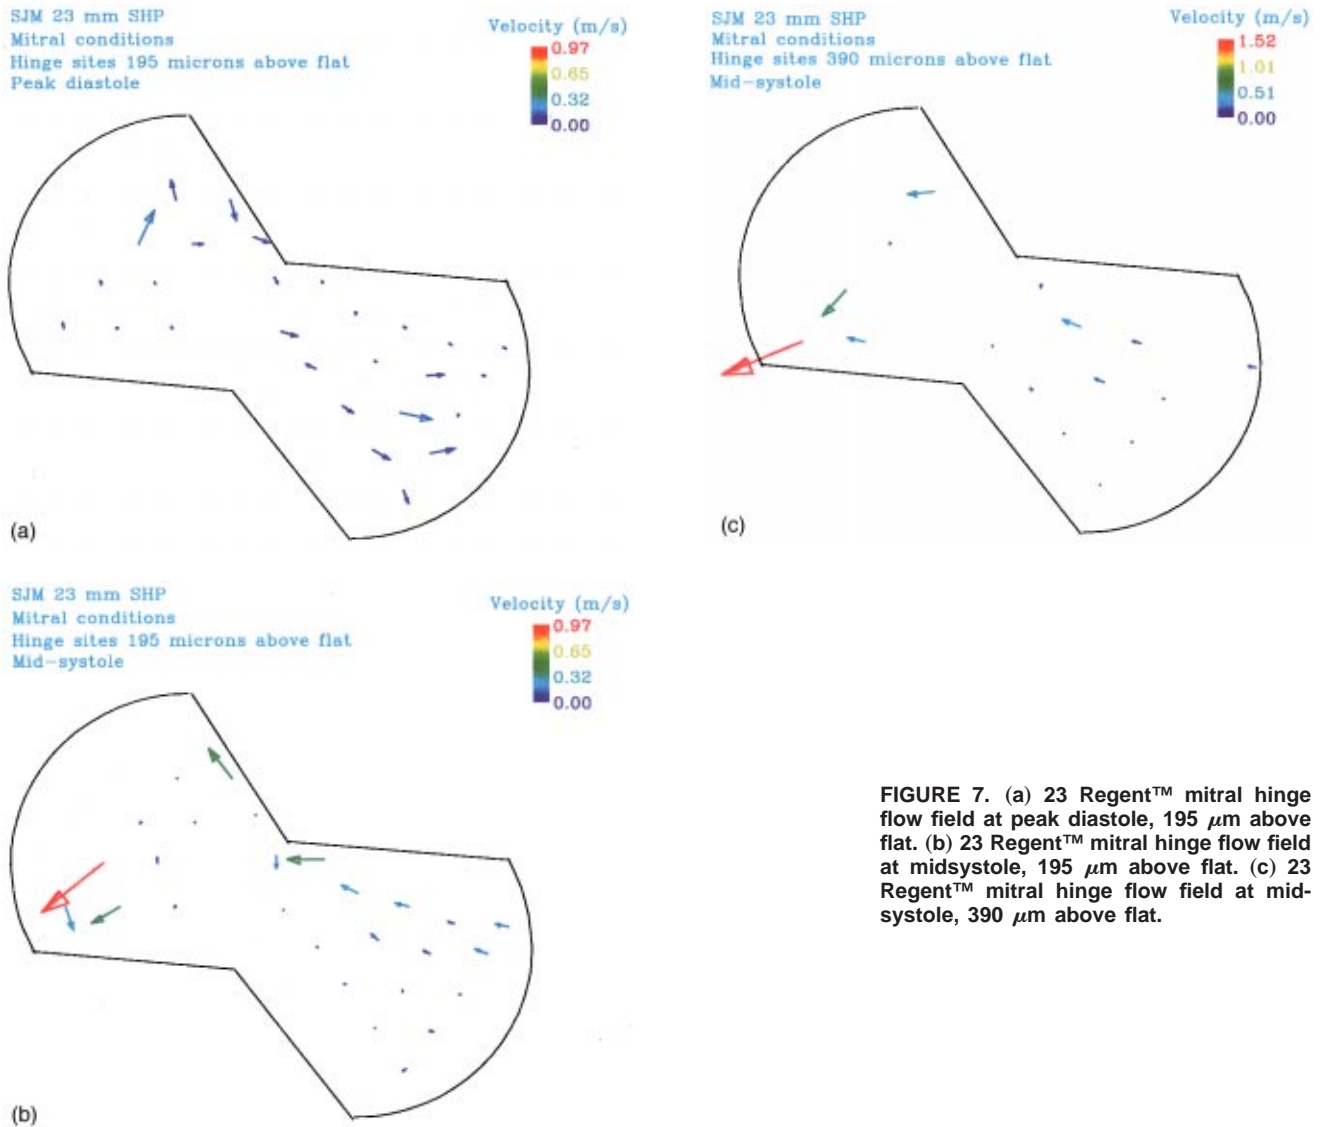 SJM 23 mm SHP
Mitral conditions
Hinge sites 195 microns above flat
Peak diastole
Velocity (m/s)
0.97
0.65
0.32
0.00
(a)
SJM 23 mm SHP
Mitral conditions
Hinge sites 390 microns above flat
Mid-systole
Velocity (m/s)
1.52
1.01
0.51
0.00
(c)
SJM 23 mm SHP
Mitral conditions
Hinge sites 195 microns above flat
Mid-systole
Velocity (m/s)
0.97
0.65
0.32
0.00
(b)
FIGURE 7. (a) 23 Regent™ mitral hinge
flow field at peak diastole, 195 μm above
flat. (b) 23 Regent™ mitral hinge flow field
at midsystole, 195 μm above flat. (c) 23
Regent™ mitral hinge flow field at mid-
systole, 390 μm above flat.